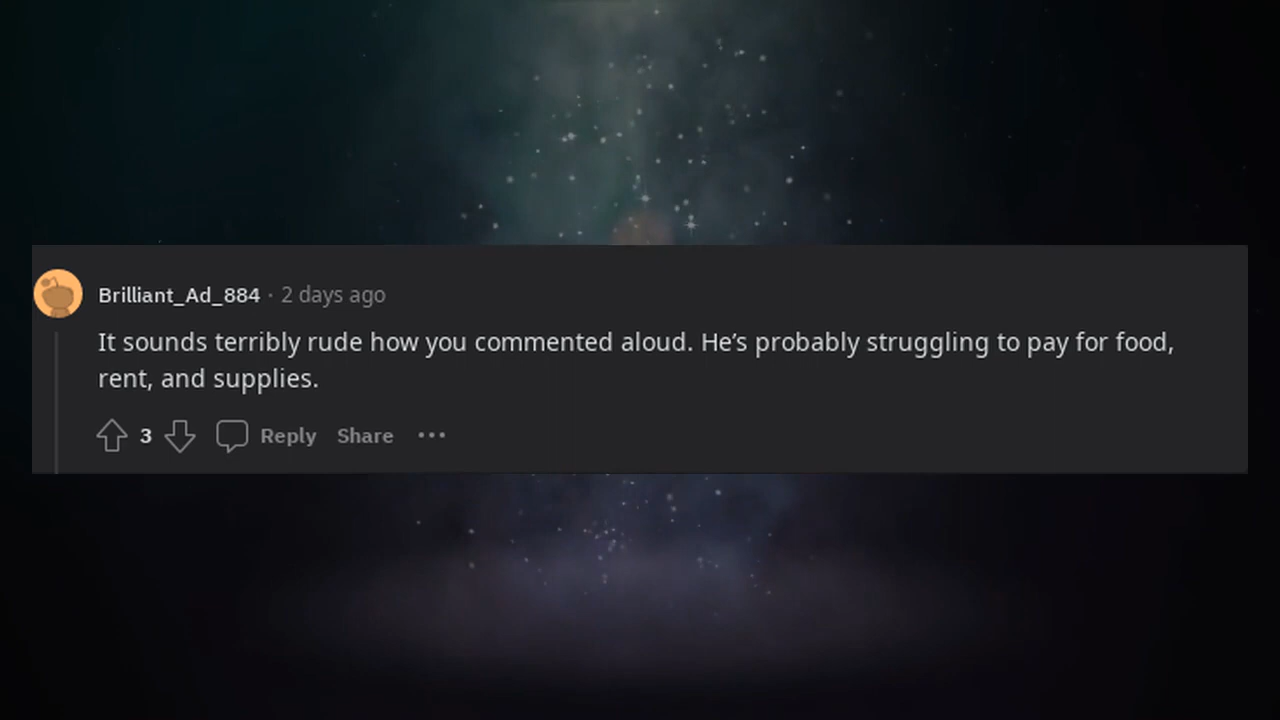 Brilliant_Ad_884 · 2 days ago
It sounds terribly rude how you commented aloud. He’s probably struggling to pay for food,
rent, and supplies.
3 Reply Share •••